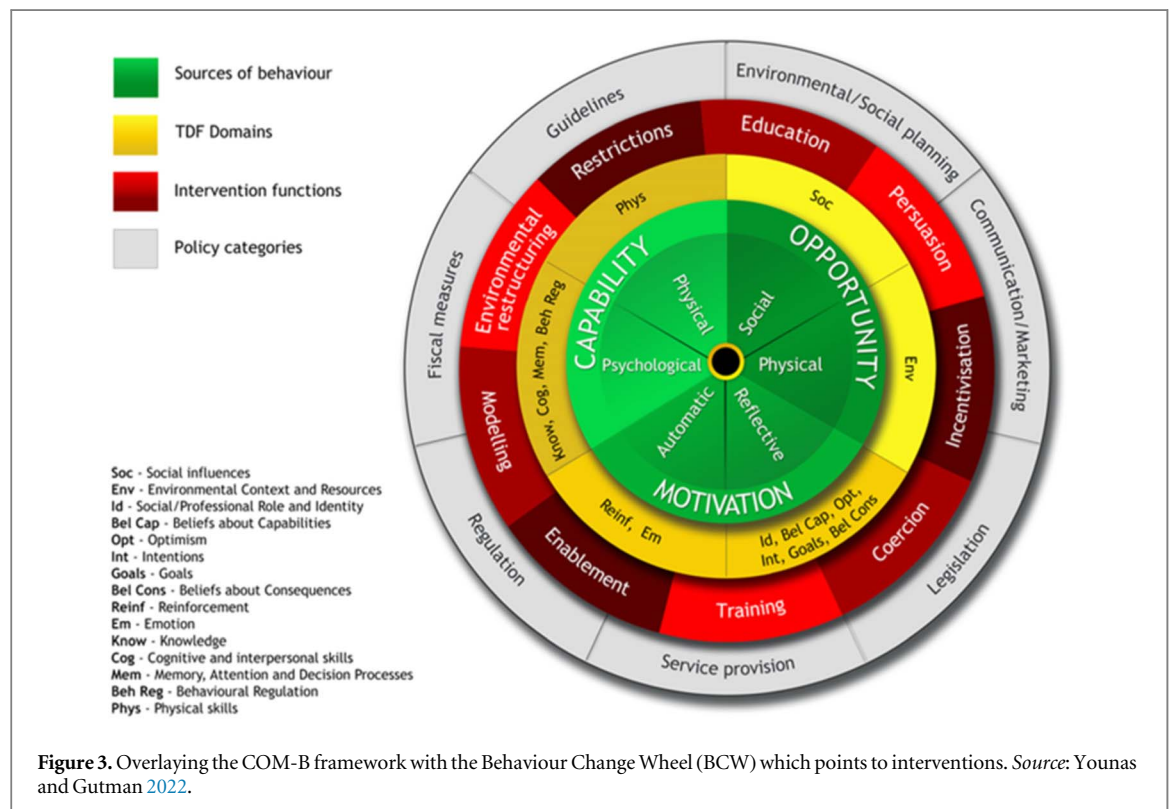 Sources of behaviour
TDF Domains
Intervention functions
Policy categories
Environmental/Social planning
Communication/Marketing
Legislation
Service provision
Regulation
Fiscal measures
Guidelines
Education
Persuasion
Incentivisation
Coercion
Training
Enablement
Modelling
Environmental
restructuring
Restrictions
Soc
Env
Id, Bel Cap, Opt,
Int, Goals, Bel Cons
Reinf, Em
Know, Cog, Mem, Beh Reg
Phys
CAPABILITY
OPPORTUNITY
MOTIVATION
Physical
Social
Psychological
Physical
Automatic
Reflective
Soc - Social influences
Env - Environmental Context and Resources
Id - Social/Professional Role and Identity
Bel Cap - Beliefs about Capabilities
Opt - Optimism
Int - Intentions
Goals - Goals
Bel Cons - Beliefs about Consequences
Reinf - Reinforcement
Em - Emotion
Know - Knowledge
Cog - Cognitive and interpersonal skills
Mem - Memory, Attention and Decision Processes
Beh Reg - Behavioural Regulation
Phys - Physical skills
Figure 3. Overlaying the COM-B framework with the Behaviour Change Wheel (BCW) which points to interventions. Source: Younas
and Gutman 2022.